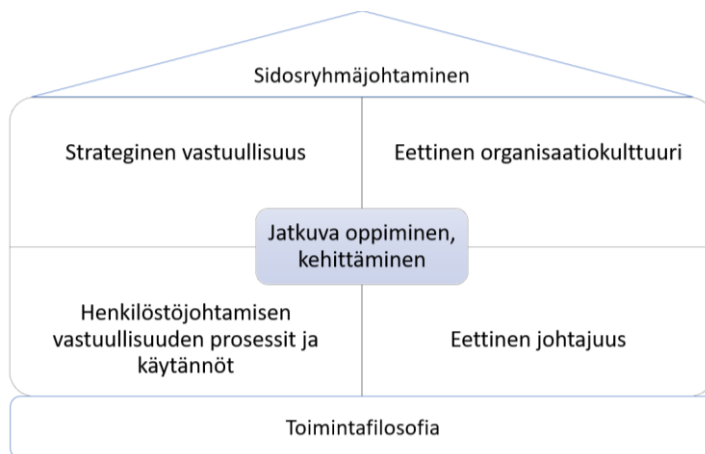 Sidosryhmäjohtaminen
Strateginen vastuullisuus
Eettinen organisaatiokulttuuri
Jatkuva oppiminen,
kehittäminen
Henkilöstöjohtamisen
vastuullisuuden prosessit ja
käytännöt
Eettinen johtajuus
Toimintafilosofia